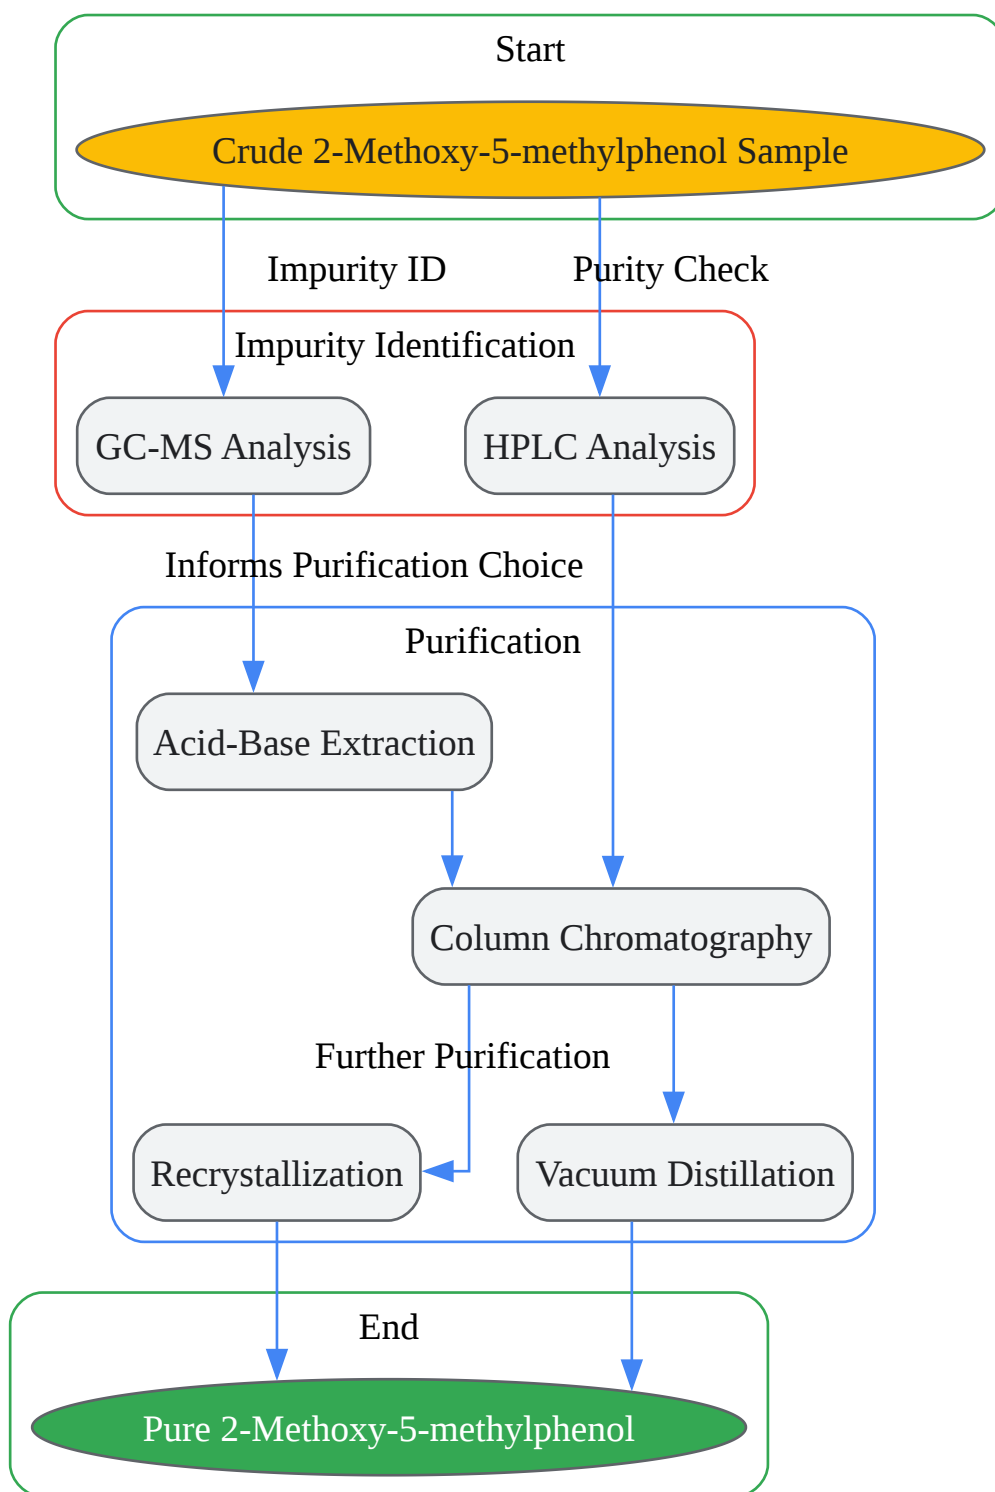 Start
Crude 2-Methoxy-5-methylphenol Sample
Impurity ID
Purity Check
Impurity Identification
GC-MS Analysis
HPLC Analysis
Informs Purification Choice
Purification
Acid-Base Extraction
Column Chromatography
Further Purification
Recrystallization
Vacuum Distillation
End
Pure 2-Methoxy-5-methylphenol